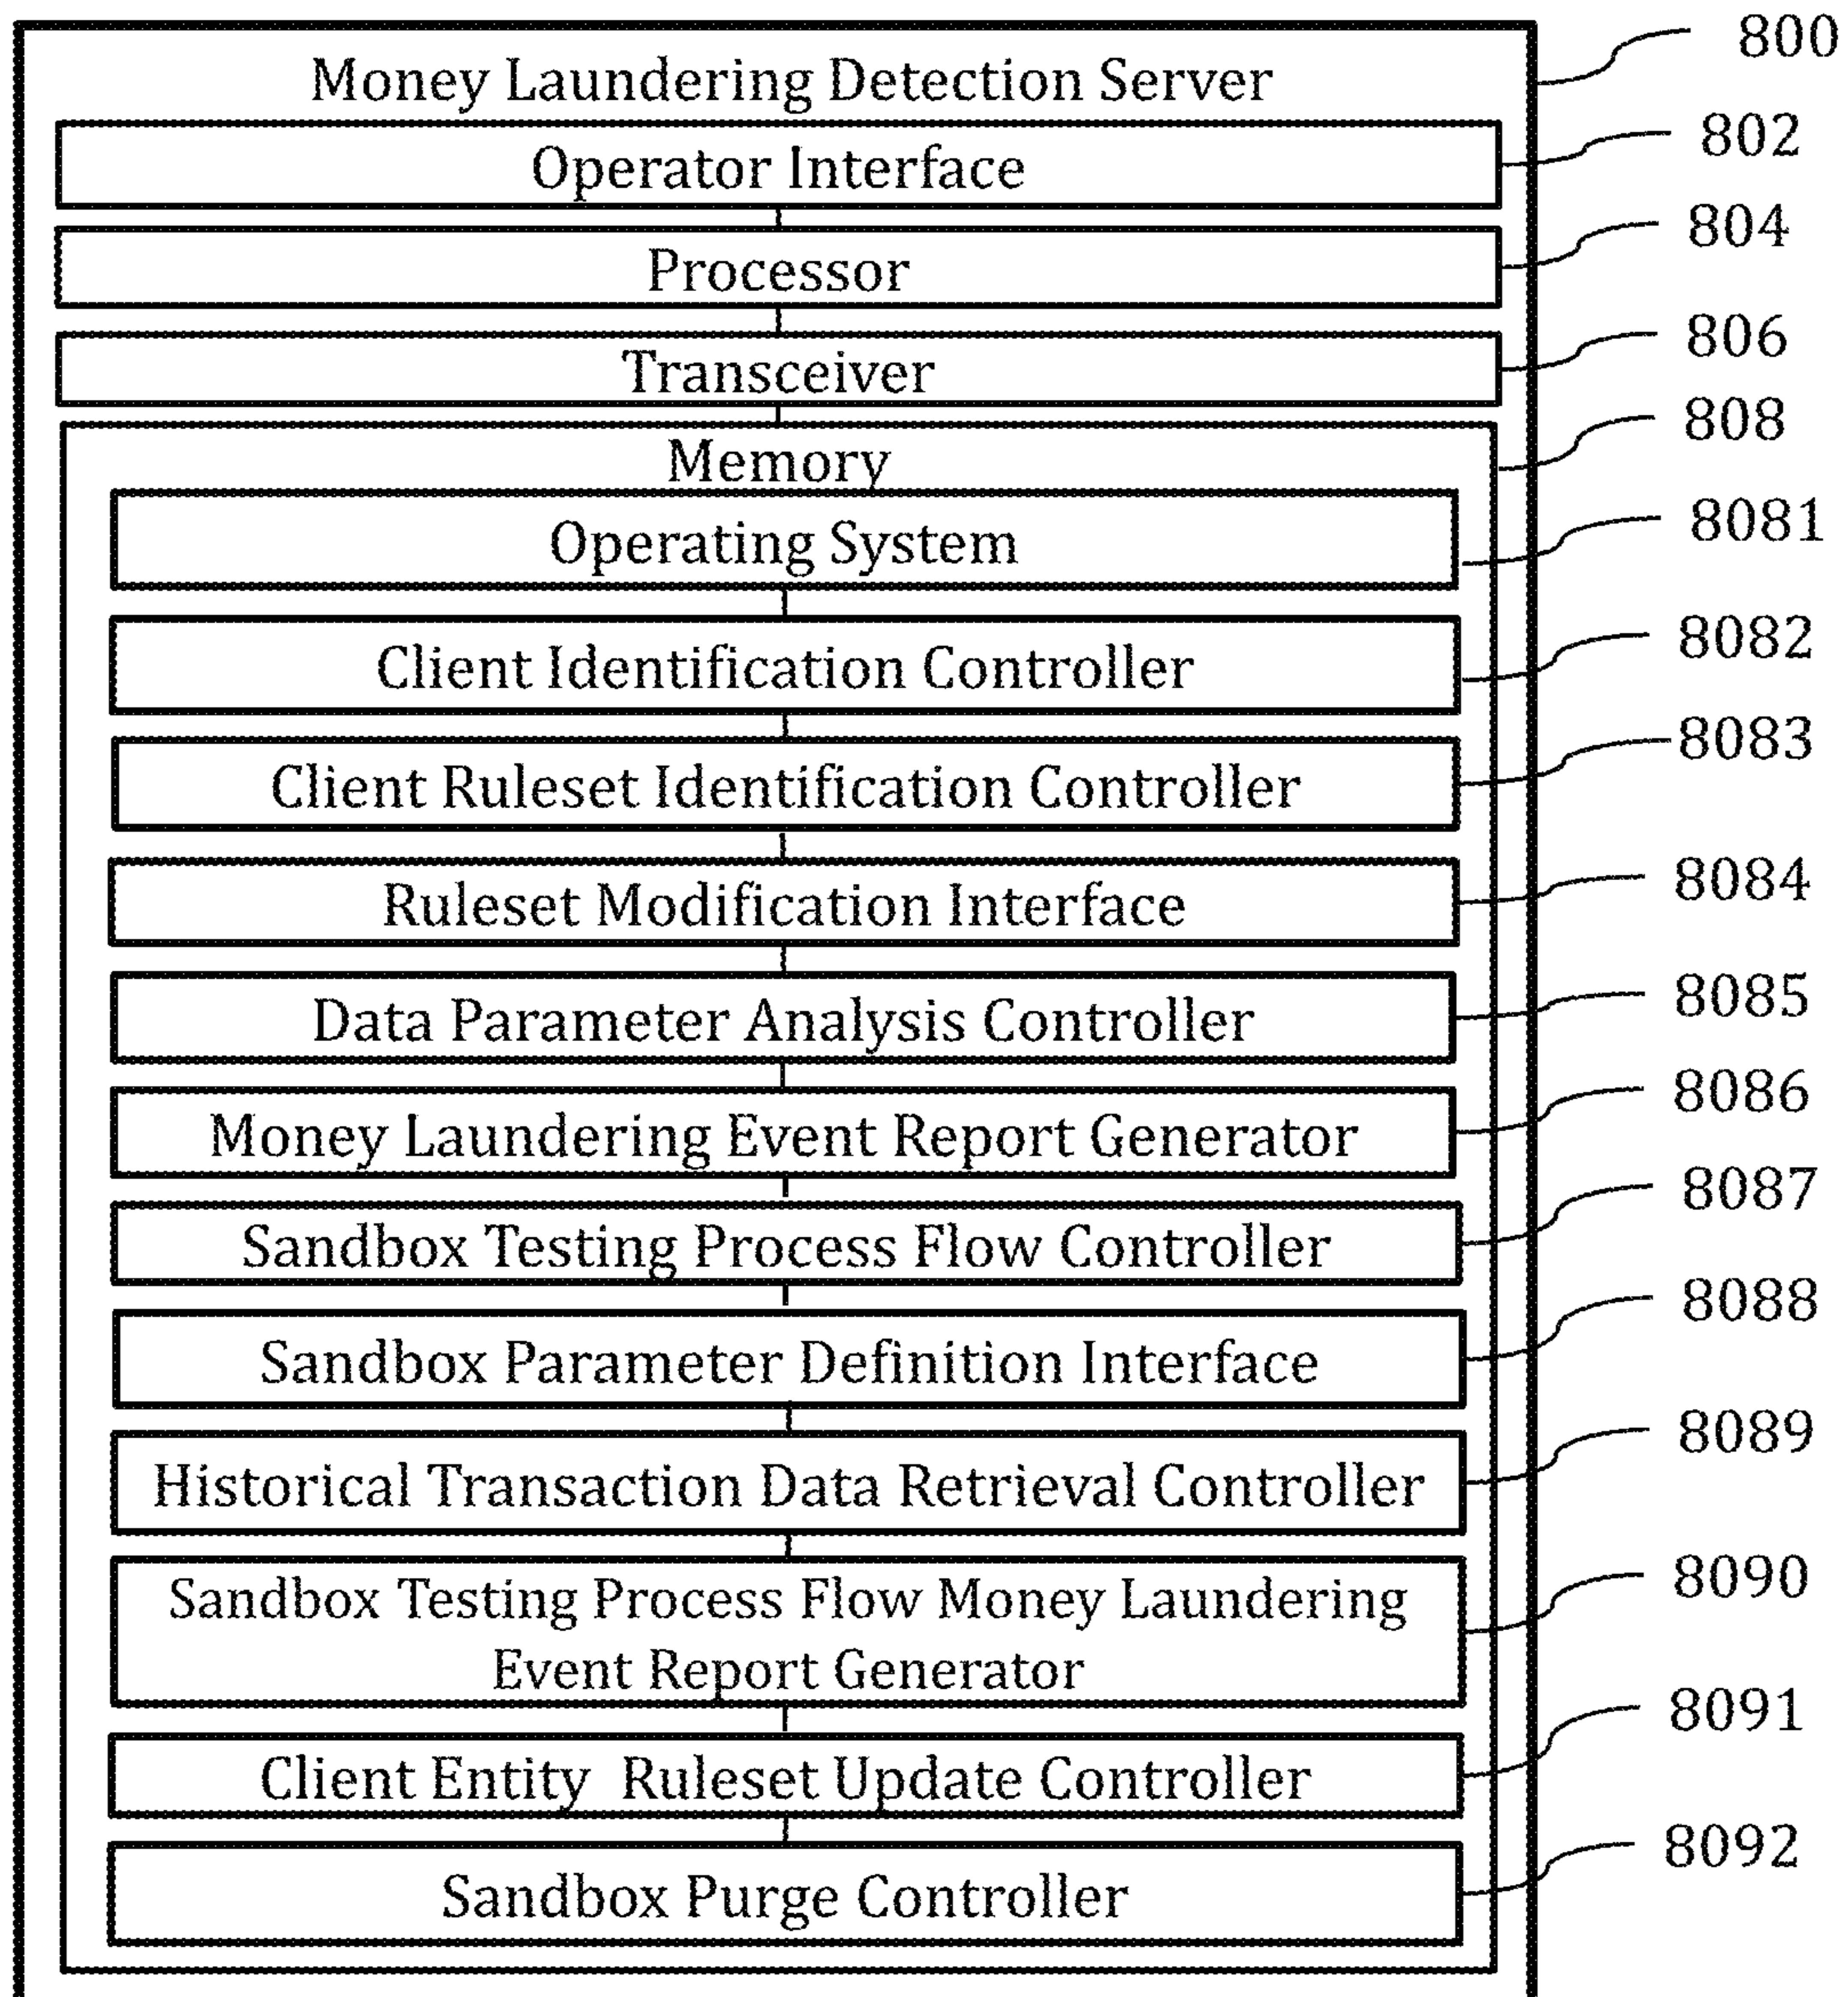 800
Money Laundering Detection Server
Operator Interface
802
Processor
804
Transceiver
806
Memory
808
Operating System
8081
Client Identification Controller
8082
Client Ruleset Identification Controller
8083
Ruleset Modification Interface
8084
Data Parameter Analysis Controller
8085
Money Laundering Event Report Generator
8086
Sandbox Testing Process Flow Controller
8087
Sandbox Parameter Definition Interface
8088
Historical Transaction Data Retrieval Controller
8089
Sandbox Testing Process Flow Money Laundering
Event Report Generator
8090
Client Entity Ruleset Update Controller
8091
Sandbox Purge Controller
8092